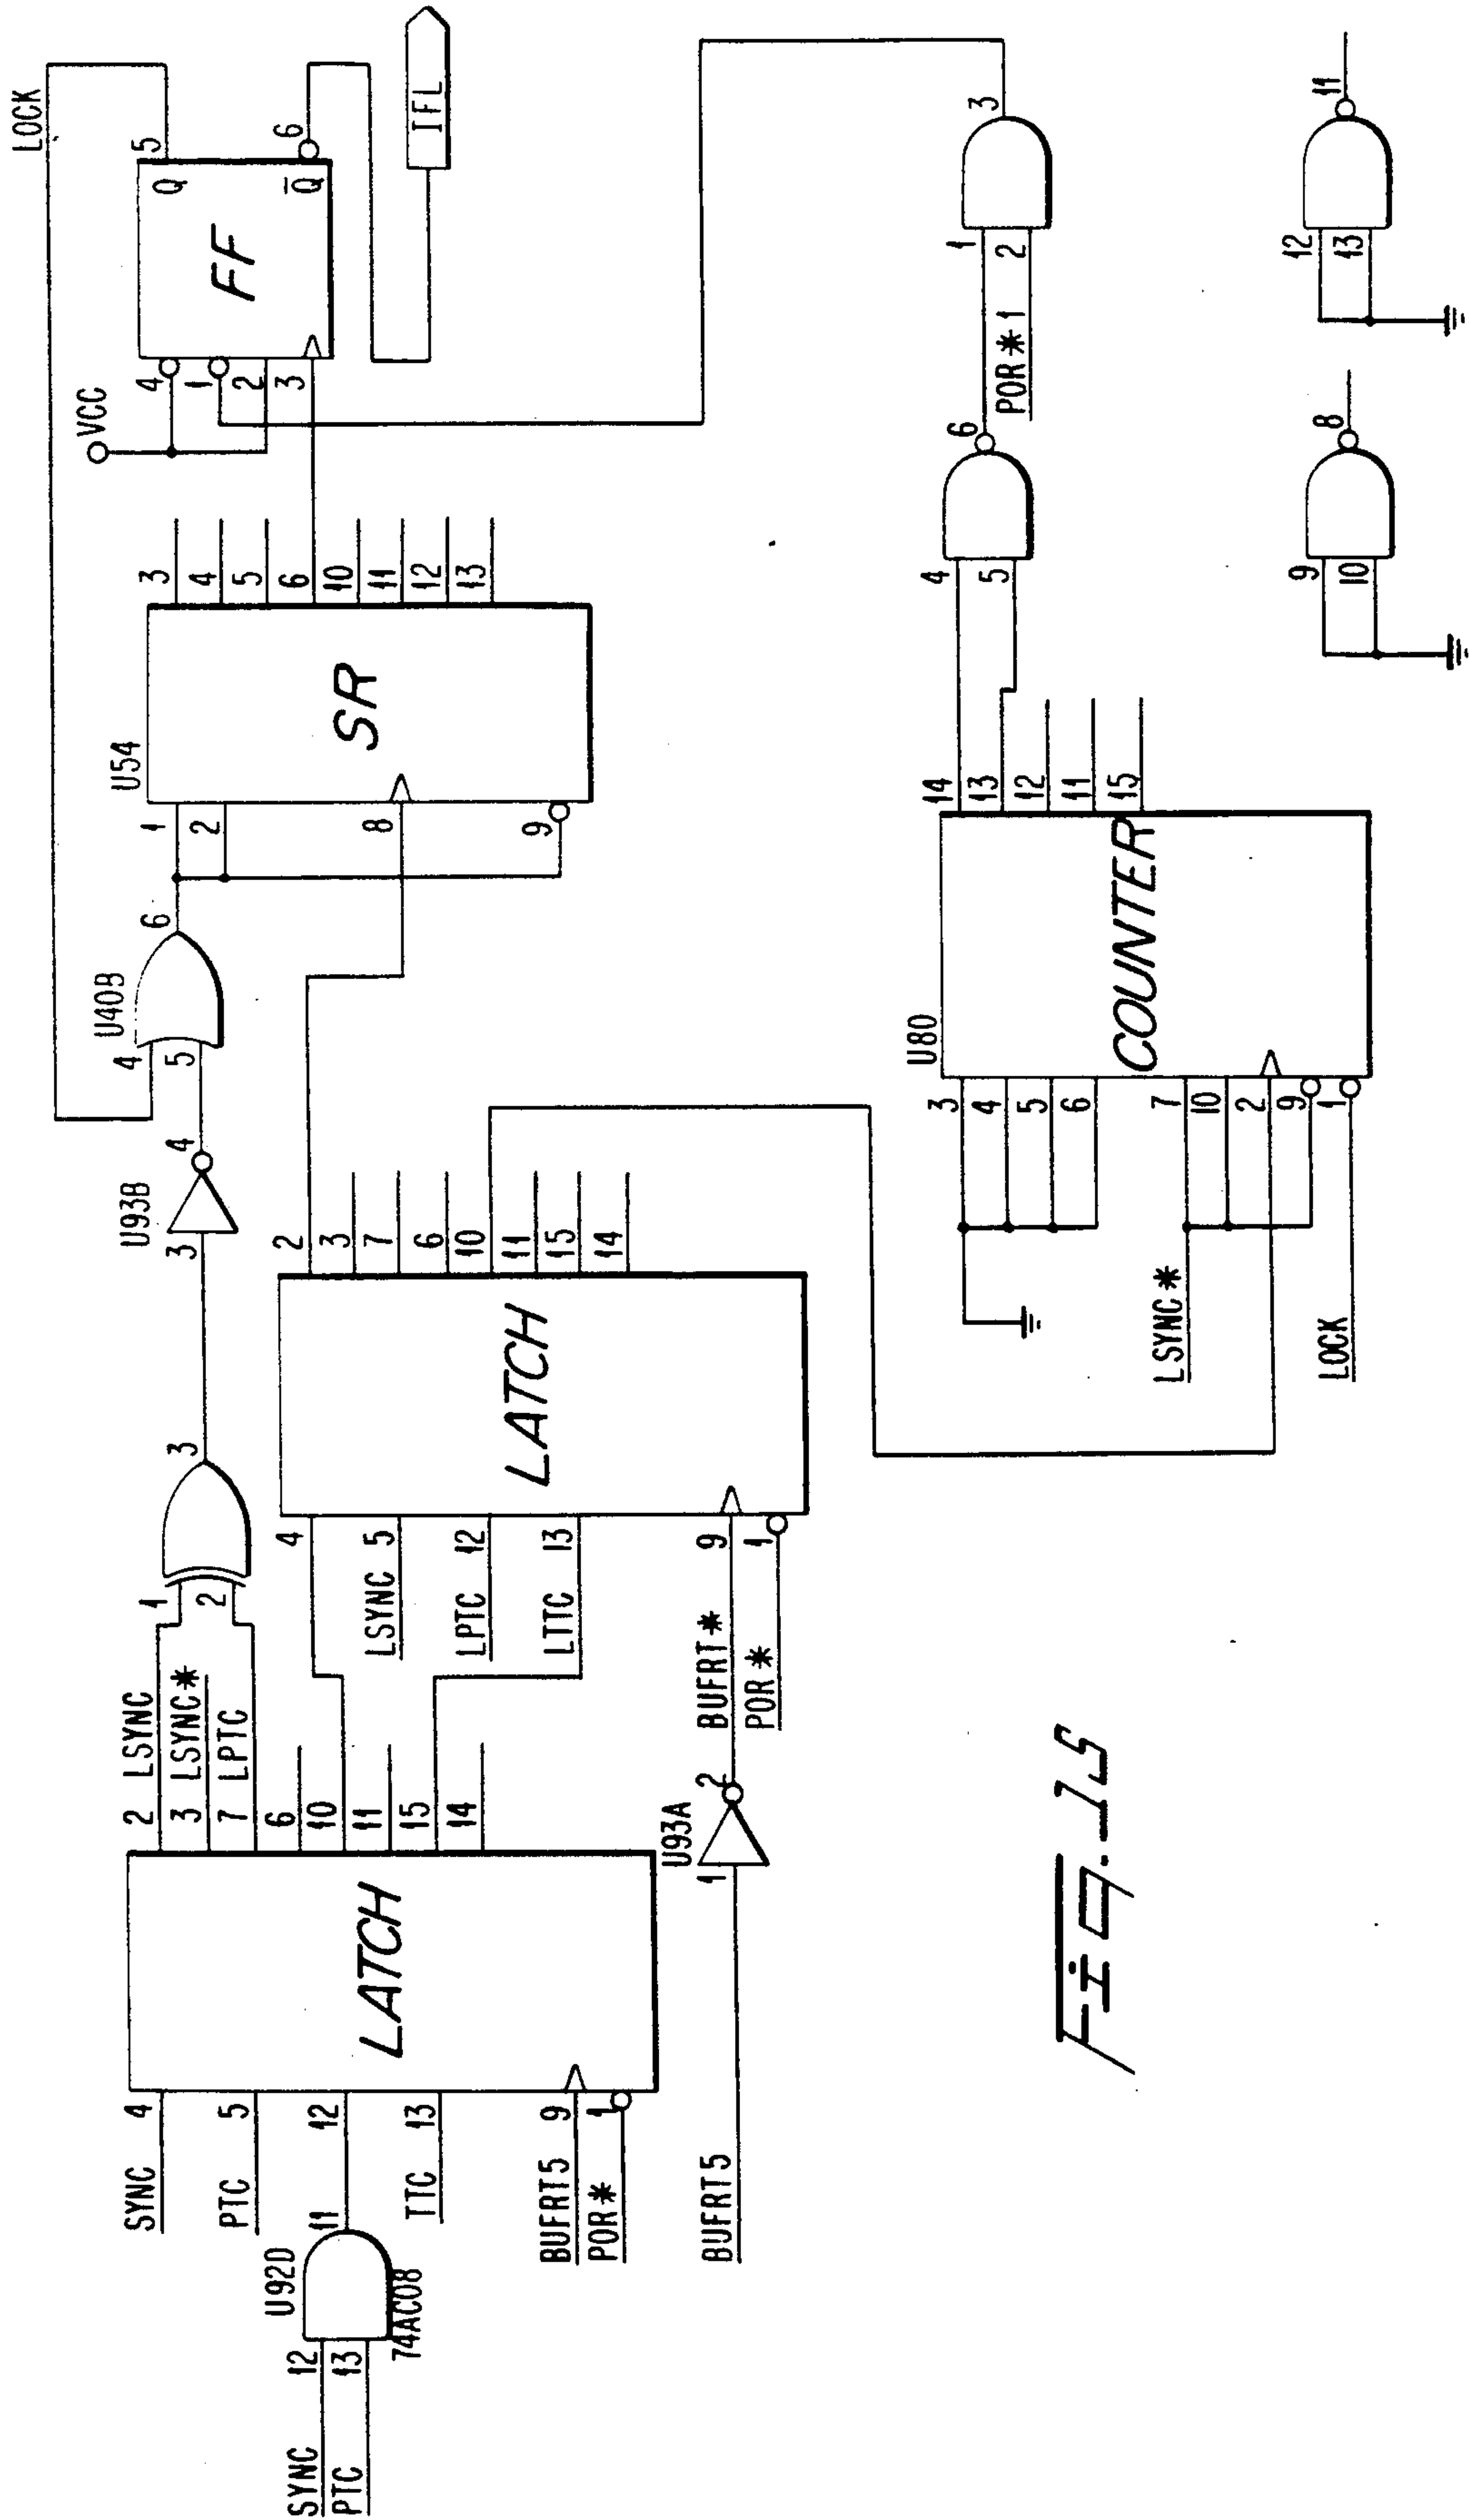 SYNC 12
PTC 13
U92D
74AC08
11
SYNC 4
PTC 5
12
TTC 13
BUFRT5 9
POR* 1
LATCH
2 LSYNC
3 LSYNC*
7 LPTC
6
10
11
15
14
BUFRT5 1
U93A
2
BUFRT* 9
POR* 1
4
LSYNC 5
LPTC 12
LTTC 13
LATCH
2
3
7
6
10
11
15
14
1
2
3
U93B
3
4
U40B
4
5
6
U54
1
2
8
9
SR
3
4
5
6
10
11
12
13
VCC
4
1
2
3
FF
Q
Q̅
5
6
LOCK
IFL
U80
3
4
5
6
LSYNC* 7
10
2
9
LOCK 1
COUNTER
14
13
12
11
15
4
5
6
1
POR*1 2
3
9
10
8
12
13
11
Fig. 15